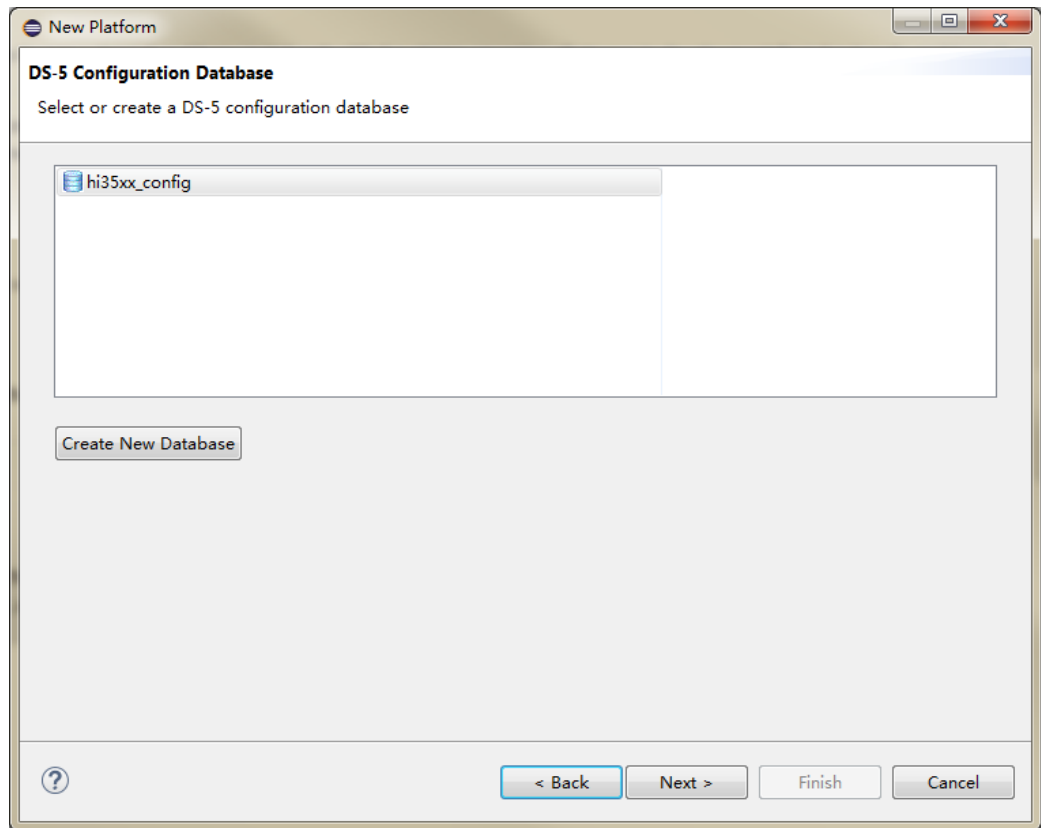 New Platform
DS-5 Configuration Database
Select or create a DS-5 configuration database
hi35xx_config
Create New Database
?
< Back
Next >
Finish
Cancel